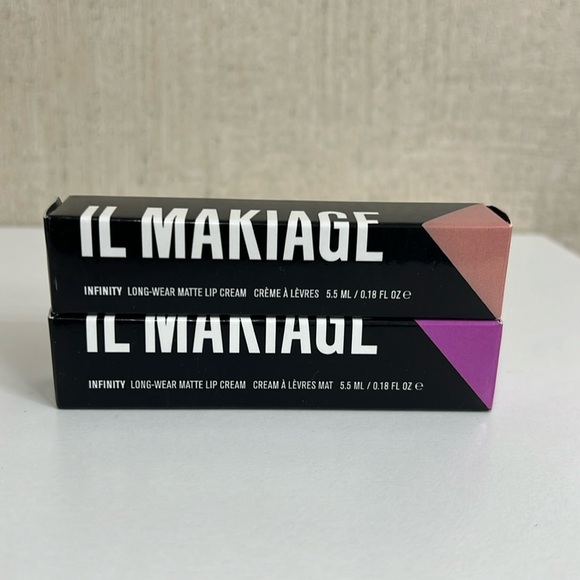 IL MAKIAGE
INFINITY LONG-WEAR MATTE LIP CREAM CRÈME À LÈVRES 5.5 ML / 0.18 FL OZ ℮
IL MAKIAGE
INFINITY LONG-WEAR MATTE LIP CREAM CREAM À LÈVRES MAT 5.5 ML / 0.18 FL OZ ℮